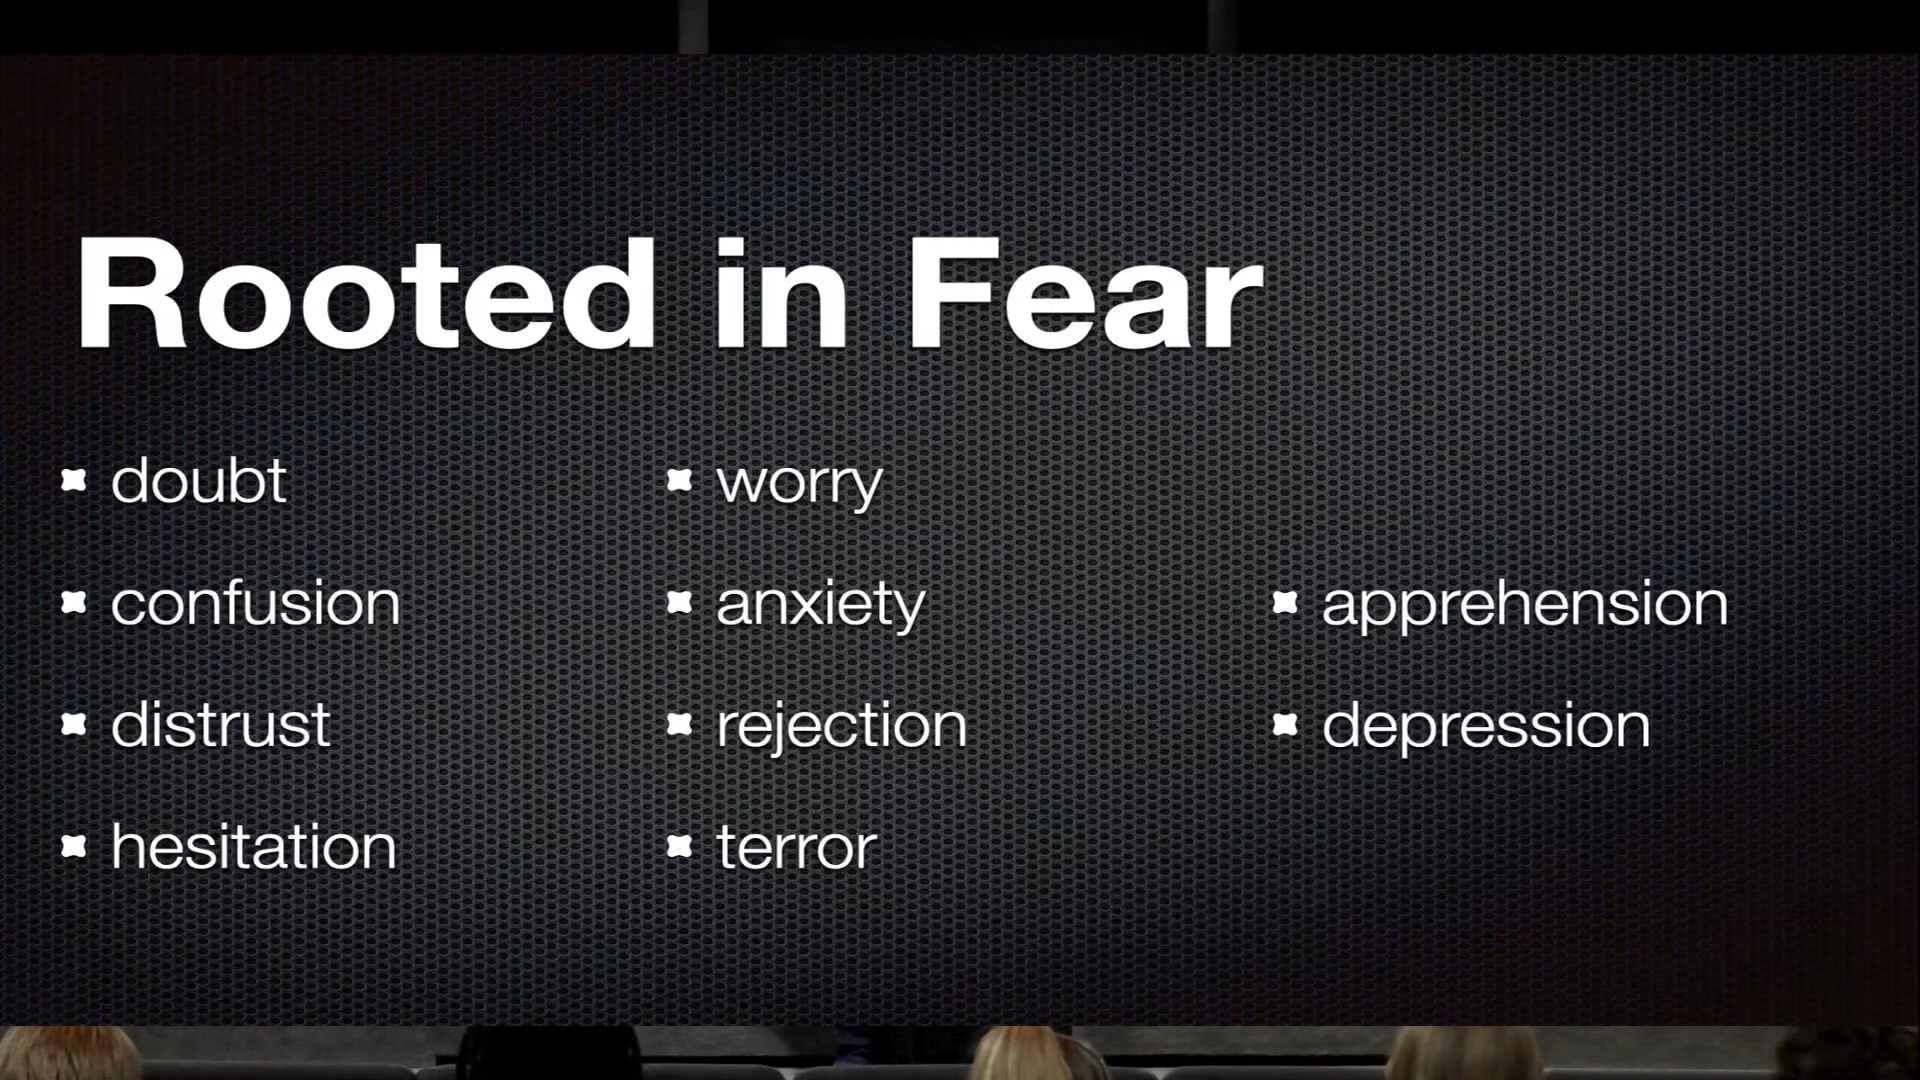 Rooted in Fear
doubt
confusion
distrust
hesitation
worry
anxiety
rejection
terror
apprehension
depression